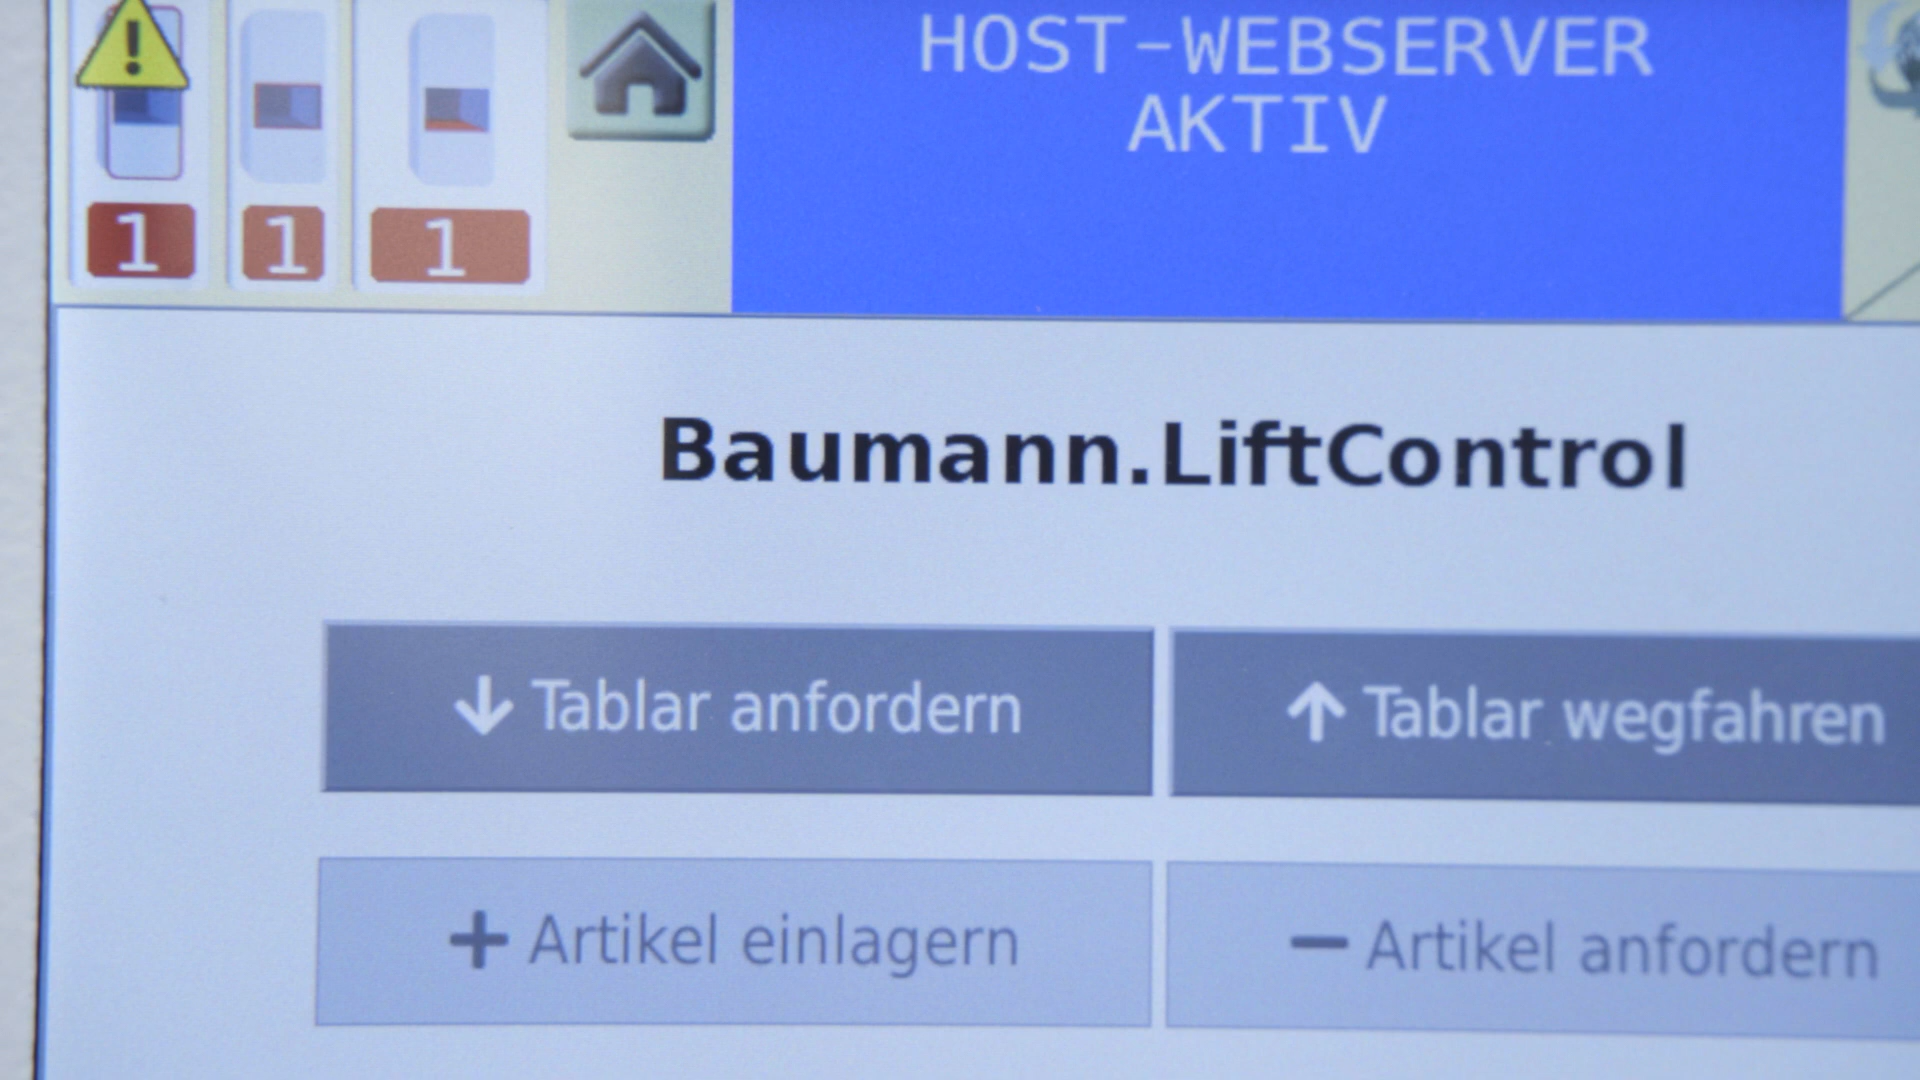 HOST-WEBSERVER
AKTIV
!
1 1 1
Baumann.LiftControl
Tablar anfordern
Tablar wegfahren
Artikel einlagern
Artikel anfordern